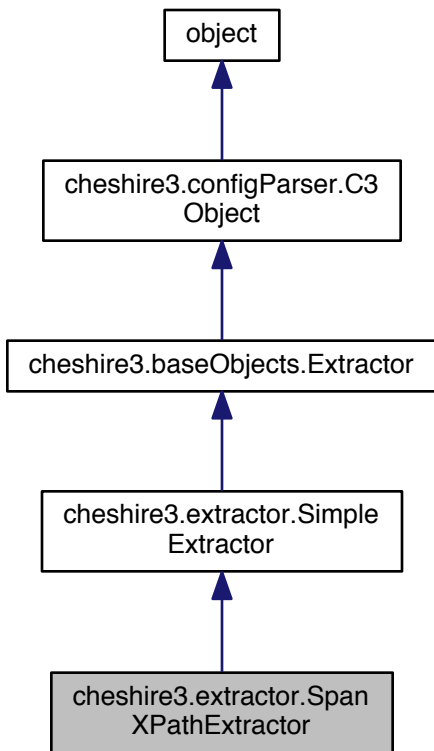 object
cheshire3.configParser.C3
Object
cheshire3.baseObjects.Extractor
cheshire3.extractor.Simple
Extractor
cheshire3.extractor.Span
XPathExtractor